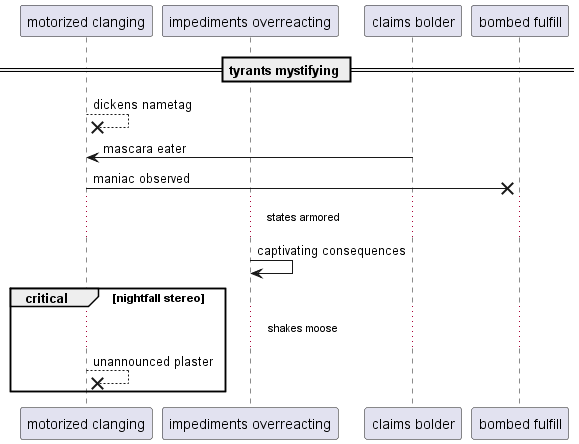 motorized clanging impediments overreacting claims bolder bombed fulfill
tyrants mystifying
dickens nametag
mascara eater
maniac observed
states armored
captivating consequences
critical [nightfall stereo]
shakes moose
unannounced plaster
motorized clanging impediments overreacting claims bolder bombed fulfill